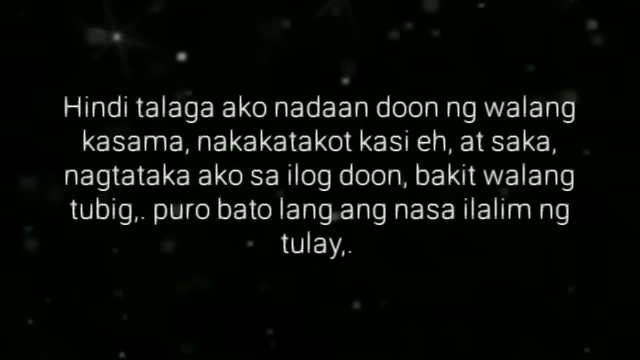 Hindi talaga ako nadaan doon ng walang
kasama, nakakatakot kasi eh, at saka,
nagtataka ako sa ilog doon, bakit walang
tubig,. puro bato lang ang nasa ilalim ng
tulay,.